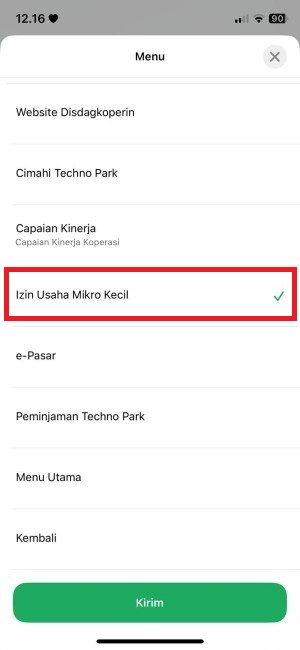 12.16
90
Menu
Website Disdagkoperin
Cimahi Techno Park
Capaian Kinerja
Capaian Kinerja Koperasi
Izin Usaha Mikro Kecil
e-Pasar
Peminjaman Techno Park
Menu Utama
Kembali
Kirim